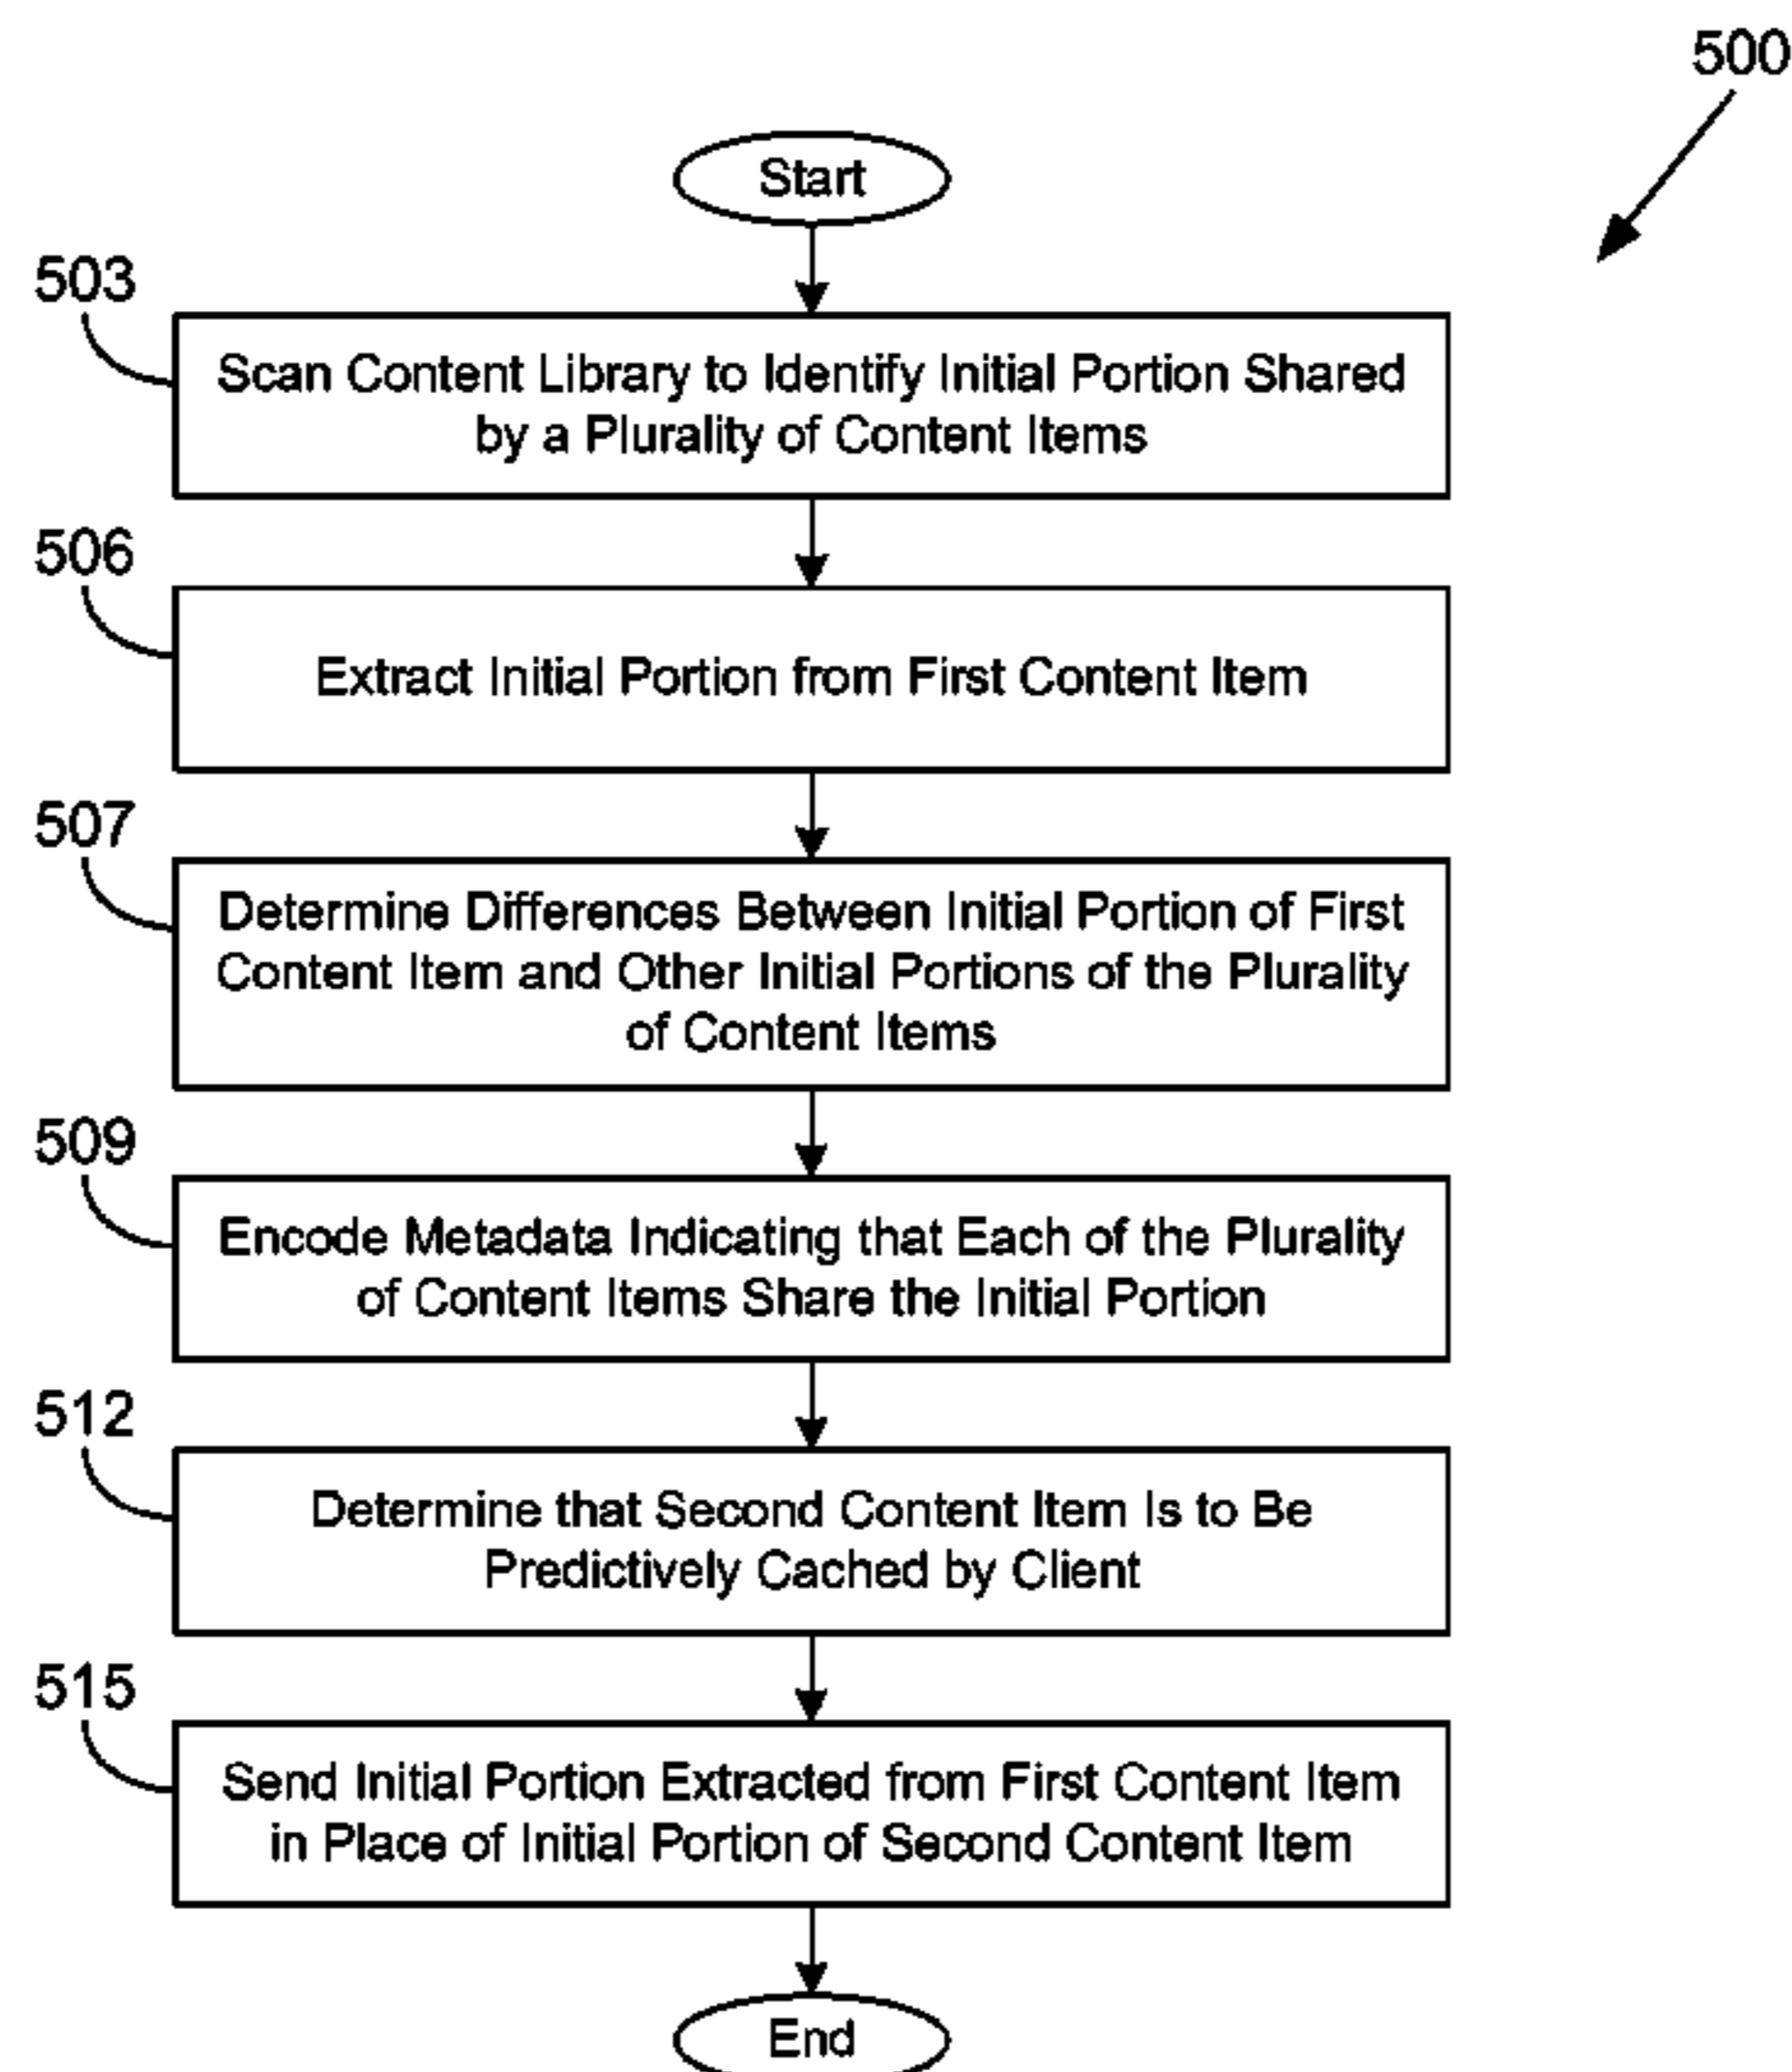 500
Start
503
Scan Content Library to Identify Initial Portion Shared
by a Plurality of Content Items
506
Extract Initial Portion from First Content Item
507
Determine Differences Between Initial Portion of First
Content Item and Other Initial Portions of the Plurality
of Content Items
509
Encode Metadata Indicating that Each of the Plurality
of Content Items Share the Initial Portion
512
Determine that Second Content Item Is to Be
Predictively Cached by Client
515
Send Initial Portion Extracted from First Content Item
in Place of Initial Portion of Second Content Item
End